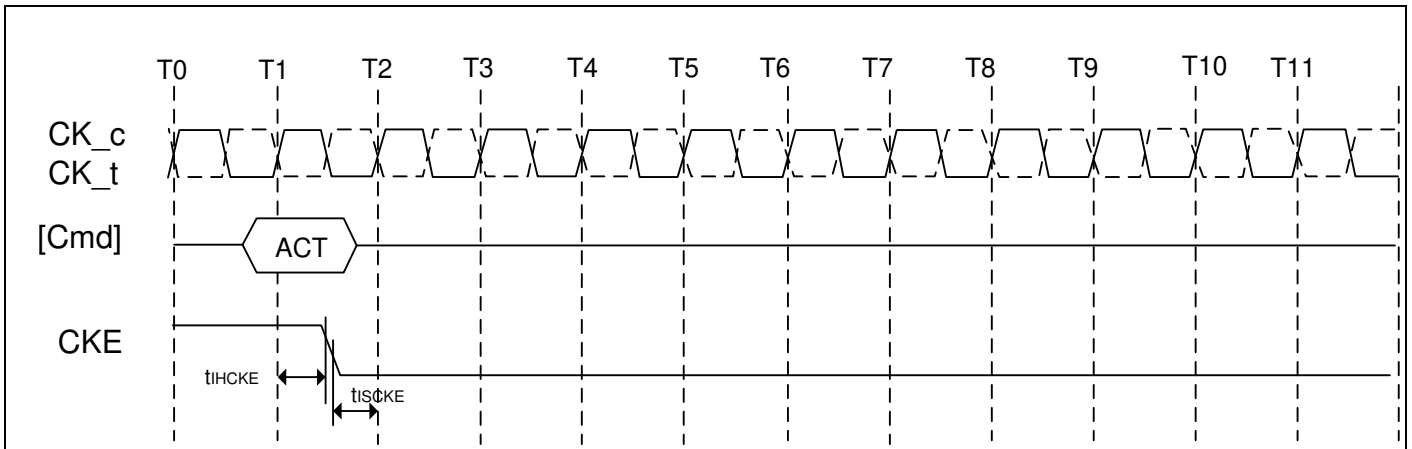 T0 T1 T2 T3 T4 T5 T6 T7 T8 T9 T10 T11
CK_c
CK_t
[Cmd] ACT
CKE
tIHCKE
tISCKE